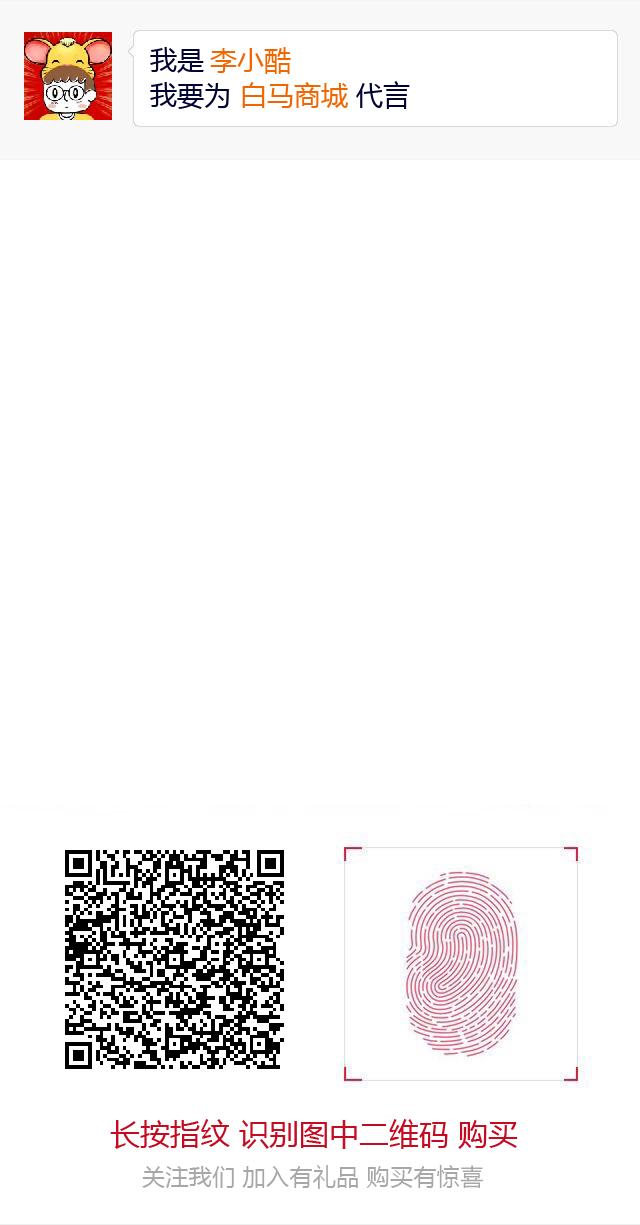 我是 李小酷
我要为 白马商城 代言
长按指纹 识别图中二维码 购买
关注我们 加入有礼品 购买有惊喜